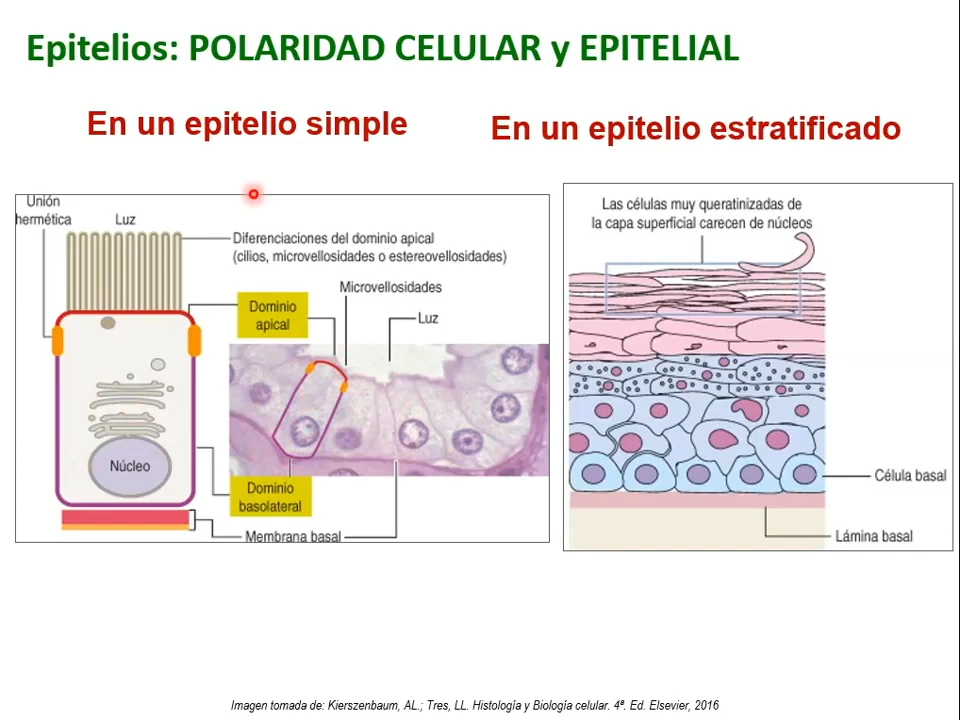 Epitelios: POLARIDAD CELULAR y EPITELIAL
En un epitelio simple
En un epitelio estratificado
Unión
hermética
Luz
Diferenciaciones del dominio apical
(cilios, microvellosidades o estereovellosidades)
Microvellosidades
Dominio
apical
Luz
Núcleo
Dominio
basolateral
Membrana basal
Las células muy queratinizadas de
la capa superficial carecen de núcleos
Célula basal
Lámina basal
Imagen tomada de: Kierszenbaum, AL.; Tres, LL. Histología y Biología celular. 4ª. Ed. Elsevier, 2016